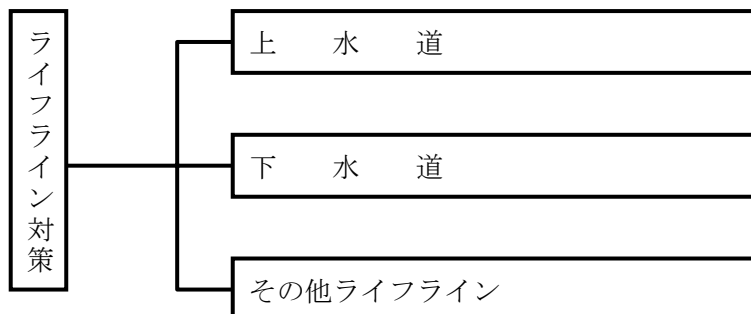 ライフライン対策
上　水　道
下　水　道
その他ライフライン